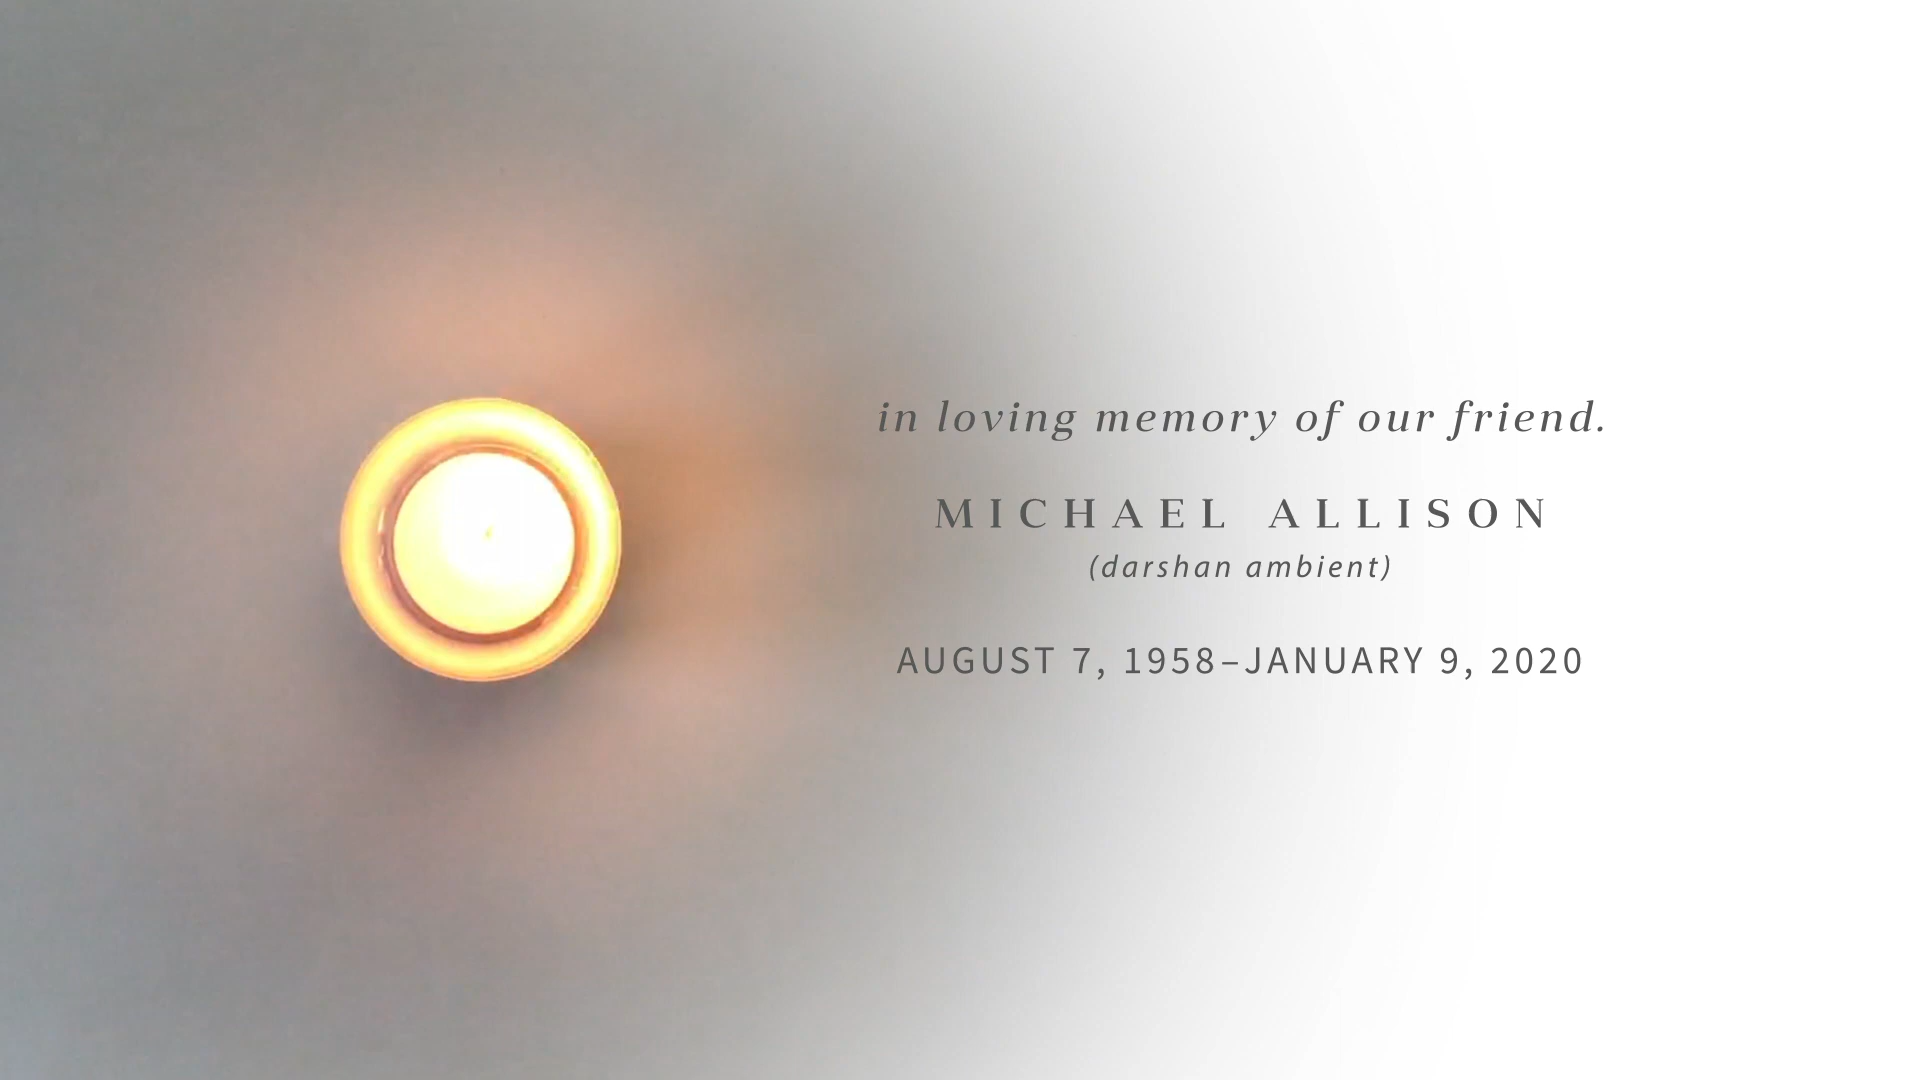 in loving memory of our friend.
MICHAEL ALLISON
(darshan ambient)
AUGUST 7, 1958–JANUARY 9, 2020